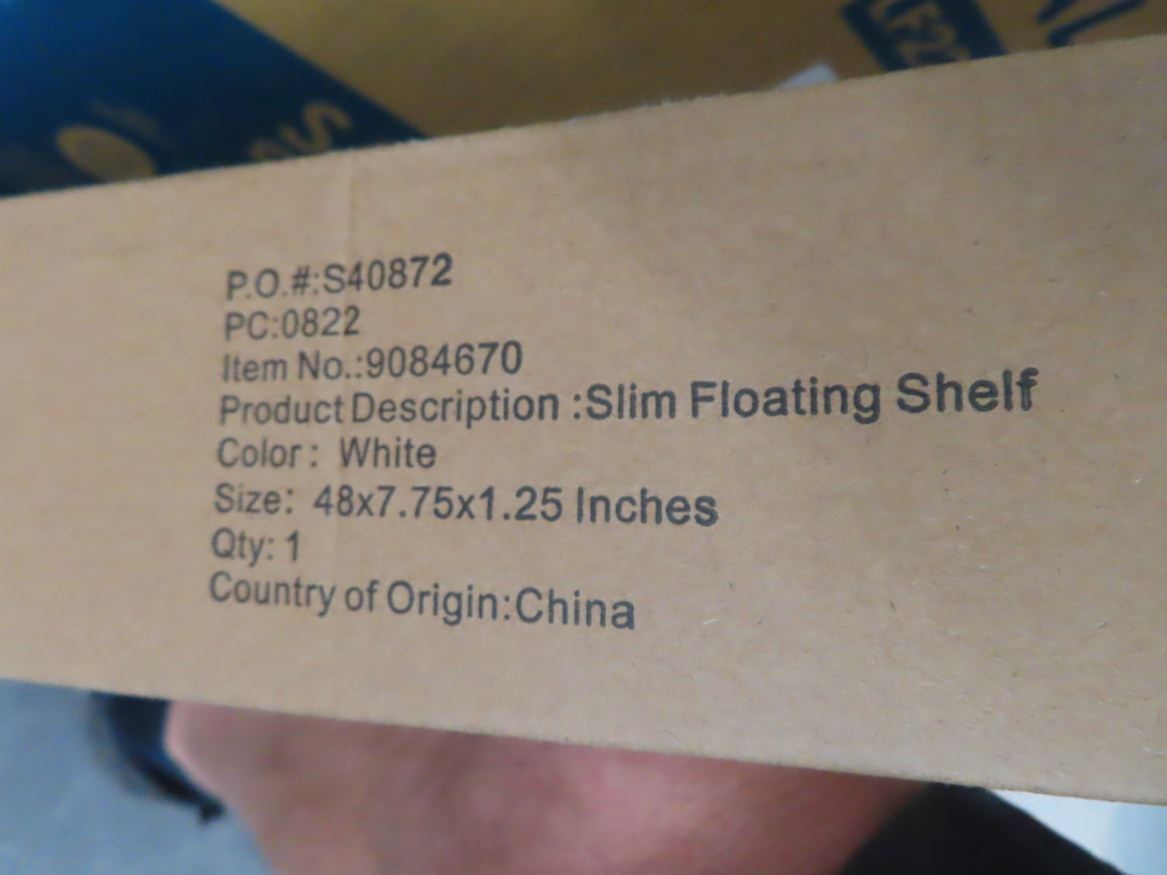 P.O.#:S40872
PC:0822
Item No.:9084670
Product Description :Slim Floating Shelf
Color: White
Size: 48x7.75x1.25 Inches
Qty: 1
Country of Origin:China